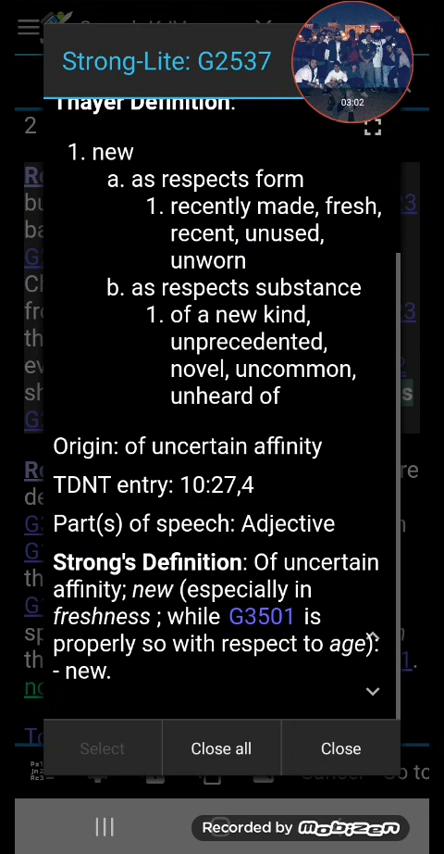 Strong-Lite: G2537
03:02
Thayer Definition:
1. new
a. as respects form
1. recently made, fresh,
recent, unused,
unworn
b. as respects substance
1. of a new kind,
unprecedented,
novel, uncommon,
unheard of
Origin: of uncertain affinity
TDNT entry: 10:27,4
Part(s) of speech: Adjective
Strong's Definition: Of uncertain
affinity; new (especially in
freshness ; while G3501 is
properly so with respect to age):
- new.
Select
Close all
Close
Recorded by Mobizen